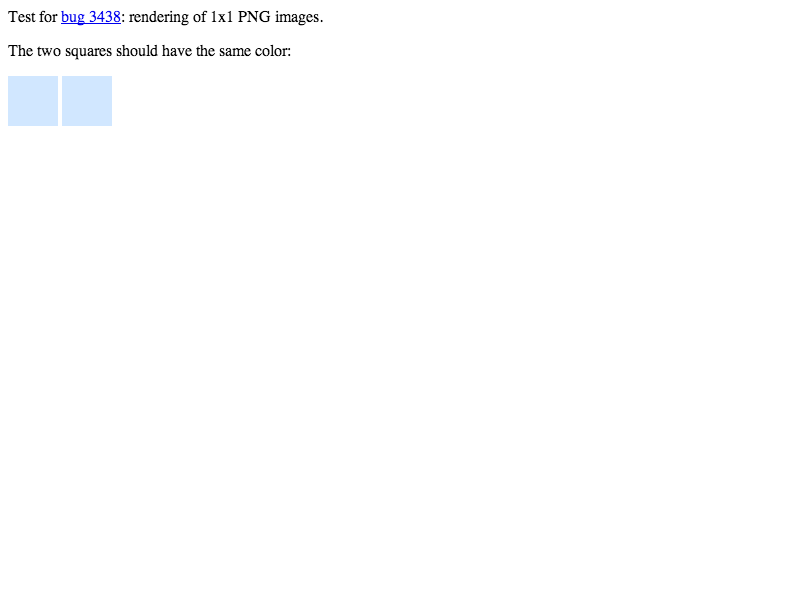 Test for bug 3438: rendering of 1x1 PNG images.
The two squares should have the same color: